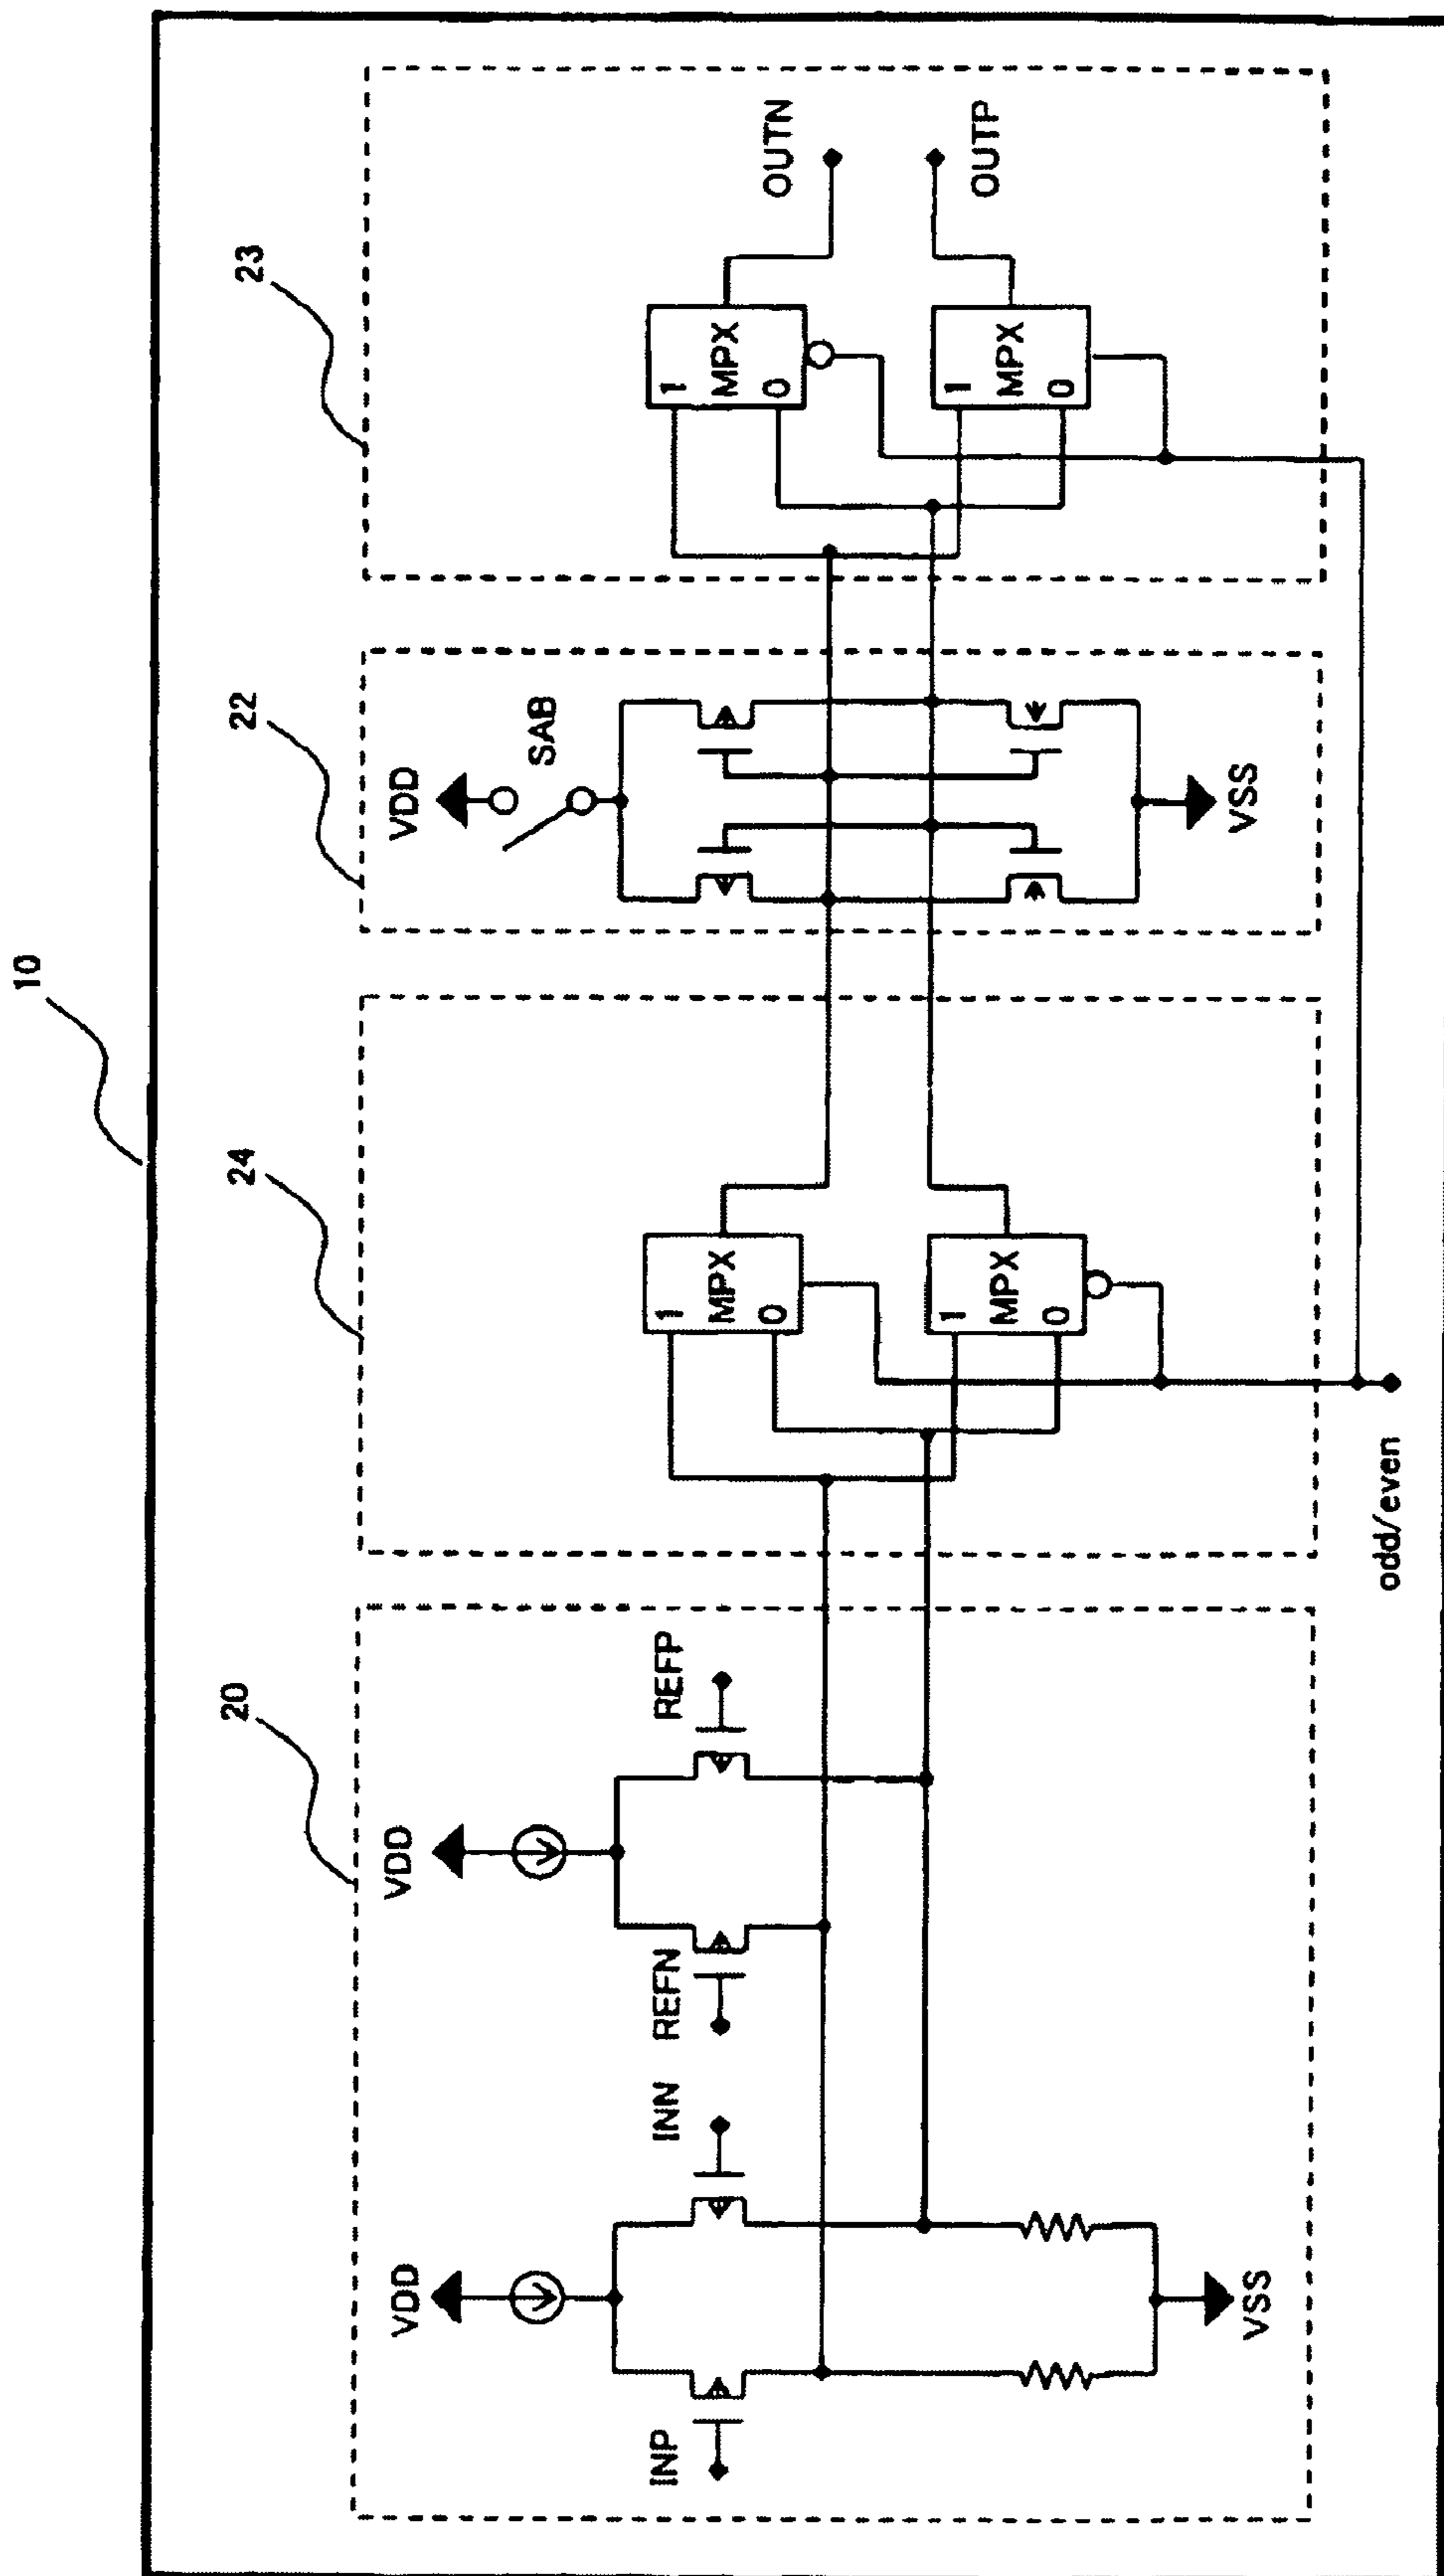 10
20
24
22
23
VDD
VDD
INP
INN
REFN
REFP
VSS
1
MPX
0
1
MPX
0
odd/even
VDD
SAB
VSS
1
MPX
0
1
MPX
0
OUTN
OUTP